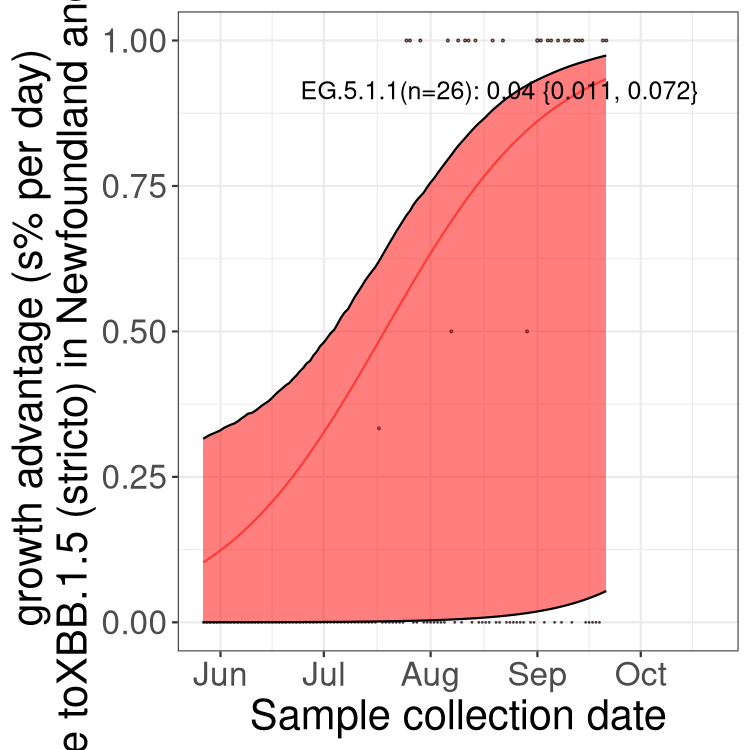 growth advantage (s% per day)
toXBB.1.5 (stricto) in Newfoundland
1.00
0.75
0.50
0.25
0.00
EG.5.1.1(n=26): 0.04 {0.011, 0.072}
Jun Jul Aug Sep Oct
Sample collection date